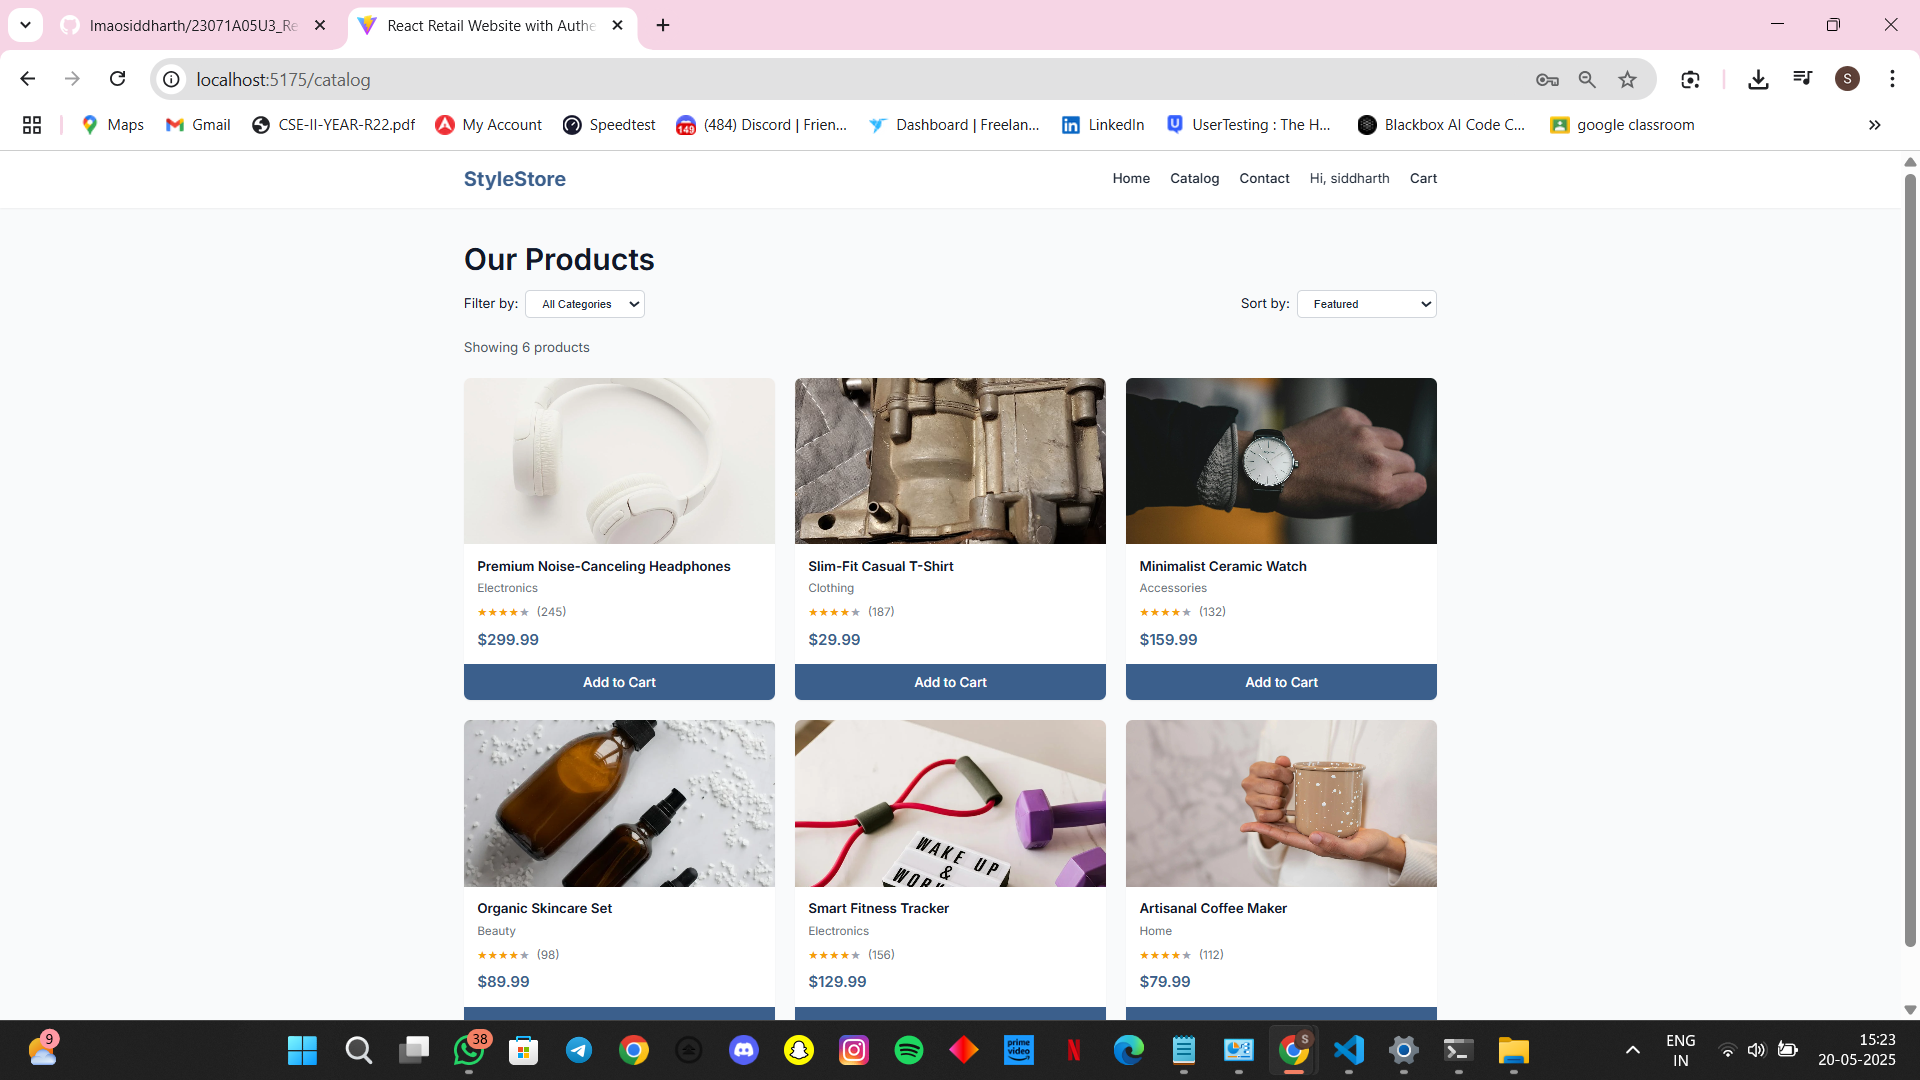 lmaosiddharth/23071A05U3_Re
React Retail Website with Authe
localhost:5175/catalog
S
Maps
Gmail
CSE-II-YEAR-R22.pdf
My Account
Speedtest
149
(484) Discord | Frien...
Dashboard | Freelan...
LinkedIn
UserTesting : The H...
Blackbox AI Code C...
google classroom
StyleStore
Home
Catalog
Contact
Hi, siddharth
Cart
Our Products
Filter by:
All Categories
Sort by:
Featured
Showing 6 products
Premium Noise-Canceling Headphones
Electronics
★★★★★ (245)
$299.99
Add to Cart
Slim-Fit Casual T-Shirt
Clothing
★★★★★ (187)
$29.99
Add to Cart
Minimalist Ceramic Watch
Accessories
★★★★★ (132)
$159.99
Add to Cart
Organic Skincare Set
Beauty
★★★★★ (98)
$89.99
WAKE UP
&
Smart Fitness Tracker
Electronics
★★★★★ (156)
$129.99
Artisanal Coffee Maker
Home
★★★★★ (112)
$79.99
9
38
prime video
S
ENG
IN
15:23
20-05-2025